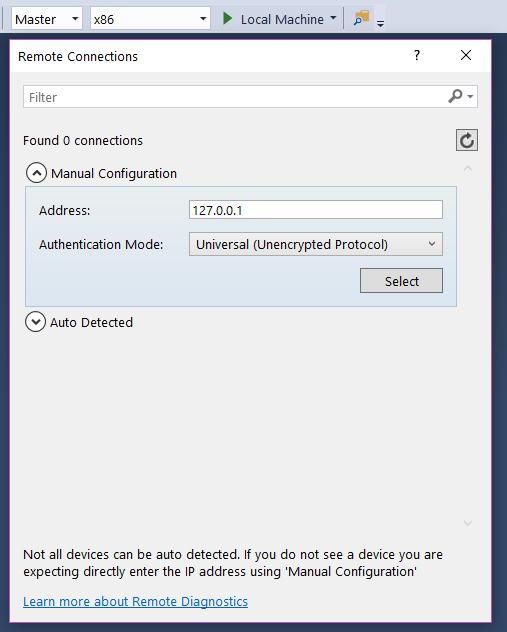 Master x86 Local Machine
Remote Connections ?
Filter
Found 0 connections
Manual Configuration
Address: 127.0.0.1
Authentication Mode: Universal (Unencrypted Protocol)
Select
Auto Detected
Not all devices can be auto detected. If you do not see a device you are
expecting directly enter the IP address using 'Manual Configuration'
Learn more about Remote Diagnostics